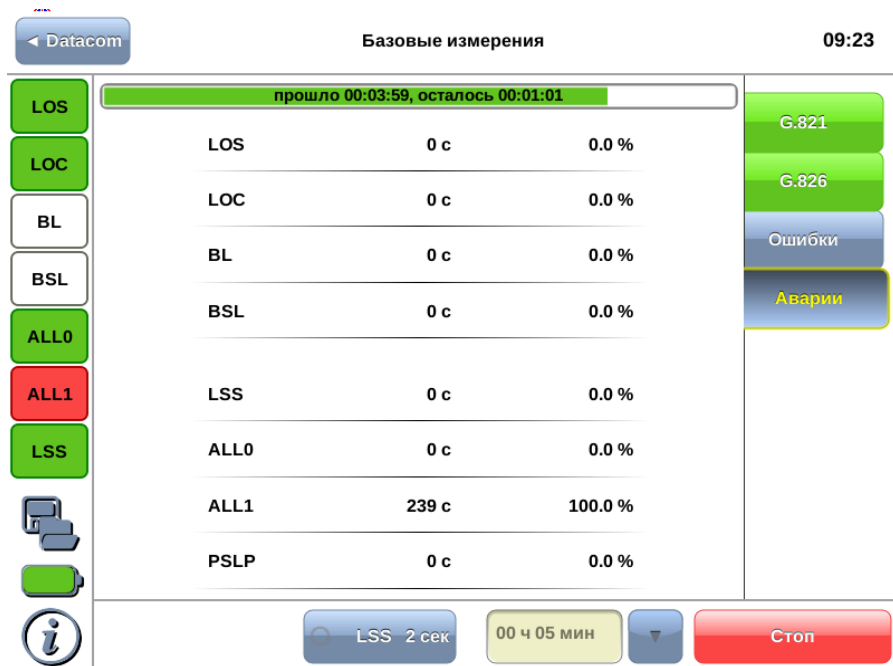 ◄ Datacom
Базовые измерения
09:23
LOS
LOC
BL
BSL
ALL0
ALL1
LSS
прошло 00:03:59, осталось 00:01:01
LOS 0 с 0.0 %
LOC 0 с 0.0 %
BL 0 с 0.0 %
BSL 0 с 0.0 %
LSS 0 с 0.0 %
ALL0 0 с 0.0 %
ALL1 239 с 100.0 %
PSLP 0 с 0.0 %
G.821
G.826
Ошибки
Аварии
i
LSS 2 сек
00 ч 05 мин
▼
Стоп